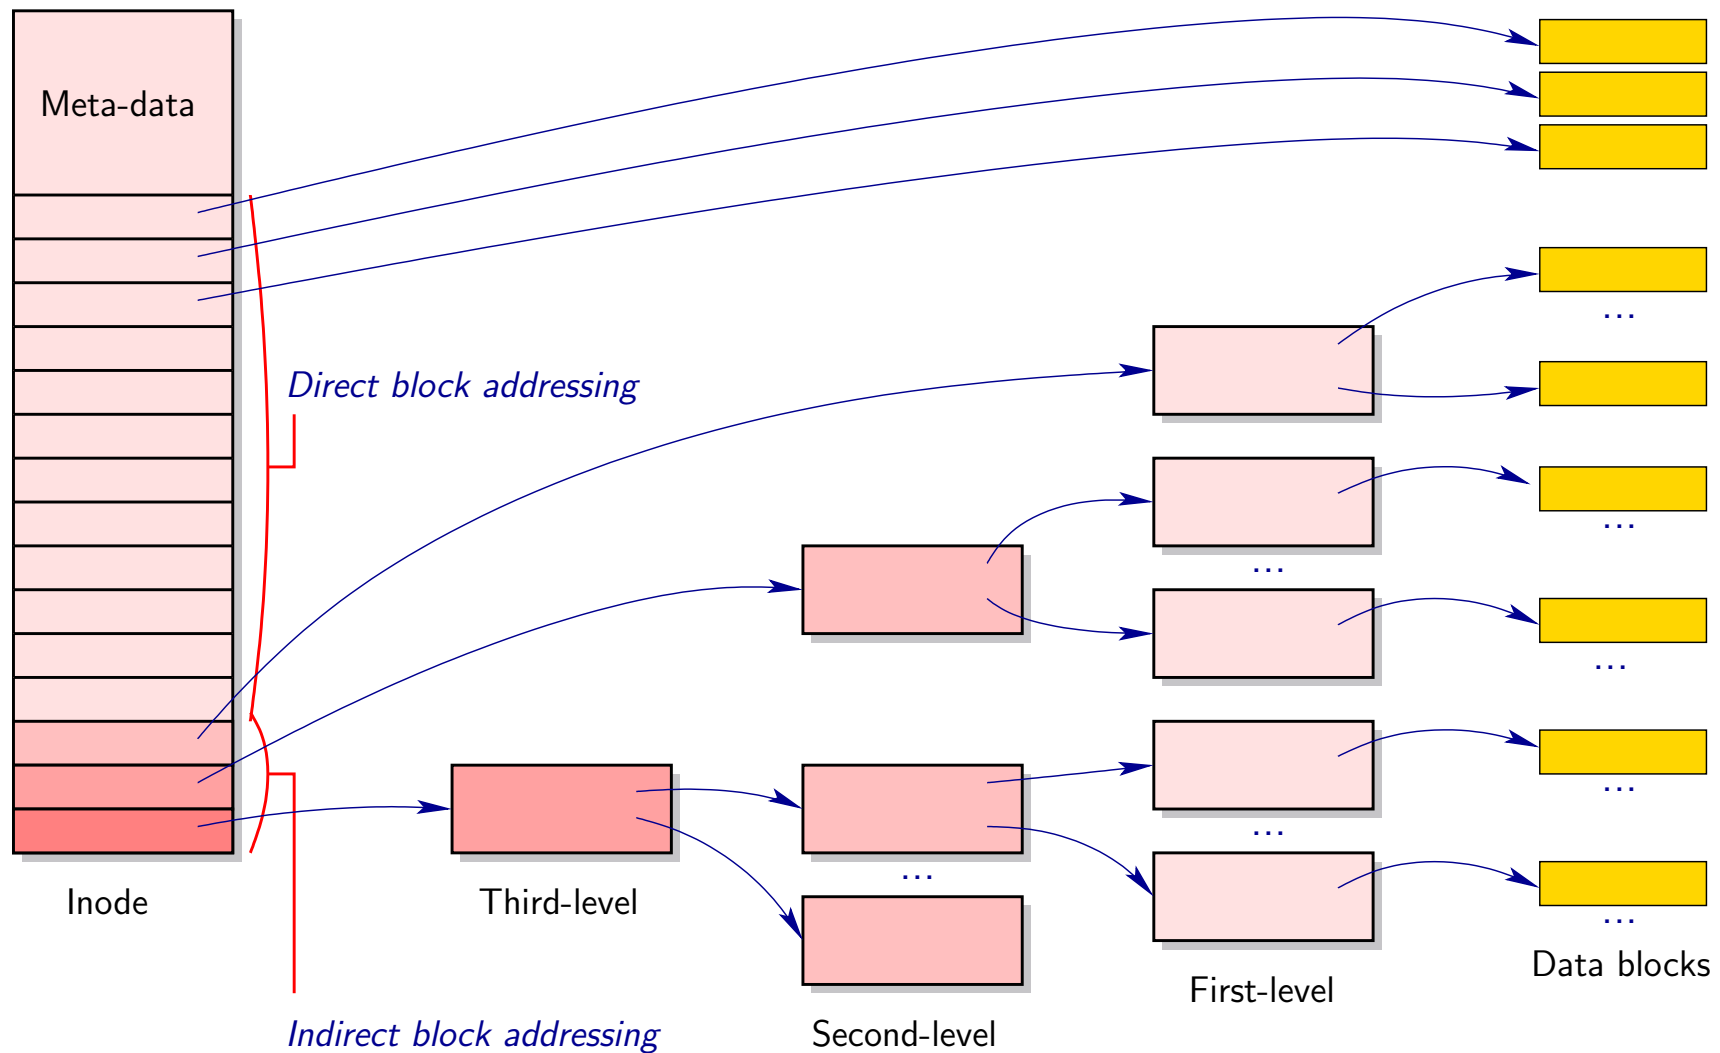 Meta-data
...
Direct block addressing
...
...
...
...
...
...
Inode
Third-level
...
Data blocks
First-level
Indirect block addressing
Second-level